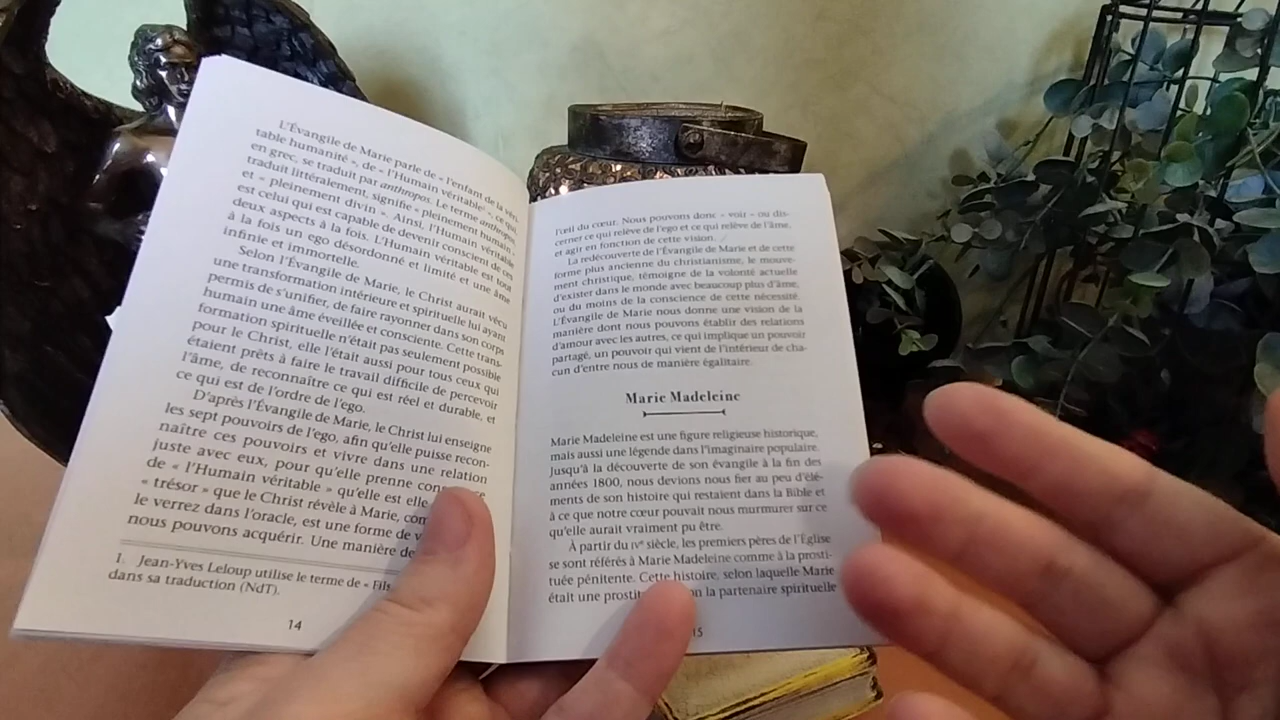 L'Évangile de Marie parle de « l'enfant de la véri-
table humanité », de « l'Humain véritable¹ », ce qui,
en grec, se traduit par anthropos. Le terme anthropos,
traduit littéralement, signifie « pleinement humain »
et « pleinement divin ». Ainsi, l'Humain véritable
est celui qui est capable de devenir conscient de ces
deux aspects à la fois. L'Humain véritable est tout
à la fois un ego désordonné et limité et une âme
infinie et immortelle.
Selon l'Évangile de Marie, le Christ aurait vécu
une transformation intérieure et spirituelle lui ayant
permis de s'unifier, de faire rayonner dans son corps
humain une âme éveillée et consciente. Cette trans-
formation spirituelle n'était pas seulement possible
pour le Christ, elle l'était aussi pour tous ceux qui
étaient prêts à faire le travail difficile de percevoir
l'âme, de reconnaître ce qui est réel et durable, et
ce qui est de l'ordre de l'ego.
D'après l'Évangile de Marie, le Christ lui enseigne
les sept pouvoirs de l'ego, afin qu'elle puisse recon-
naître ces pouvoirs et vivre dans une relation
juste avec eux, pour qu'elle prenne
de « l'Humain véritable » qu'elle est elle
« trésor » que le Christ révèle à Marie,
le verrez dans l'oracle, est une forme de
nous pouvons acquérir. Une manière de
1. Jean-Yves Leloup utilise le terme de « Fils
dans sa traduction (NdT).
14
l'œil du cœur. Nous pouvons donc « voir » ou dis-
cerner ce qui relève de l'ego et ce qui relève de l'âme,
et agir en fonction de cette vision.
La redécouverte de l'Évangile de Marie et de cette
forme plus ancienne du christianisme, le mouve-
ment christique, témoigne de la volonté actuelle
d'exister dans le monde avec beaucoup plus d'âme,
ou du moins de la conscience de cette nécessité.
L'Évangile de Marie nous donne une vision de la
manière dont nous pouvons établir des relations
d'amour avec les autres, ce qui implique un pouvoir
partagé, un pouvoir qui vient de l'intérieur de cha-
cun d'entre nous de manière égalitaire.
Marie Madeleine
Marie Madeleine est une figure religieuse historique,
mais aussi une légende dans l'imaginaire populaire.
Jusqu'à la découverte de son évangile à la fin des
années 1800, nous devions nous fier au peu d'élé-
ments de son histoire qui restaient dans la Bible et
à ce que notre cœur pouvait nous murmurer sur ce
qu'elle aurait vraiment pu être.
À partir du IVᵉ siècle, les premiers pères de l'Église
se sont référés à Marie Madeleine comme à la prosti-
tuée pénitente. Cette histoire, selon laquelle Marie
était une la partenaire spirituelle
15